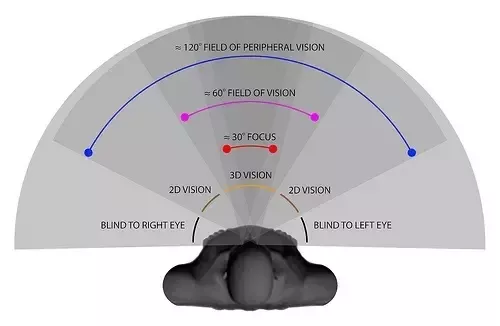 ≈ 120° FIELD OF PERIPHERAL VISION
≈ 60° FIELD OF VISION
≈ 30° FOCUS
3D VISION
2D VISION
2D VISION
BLIND TO RIGHT EYE
BLIND TO LEFT EYE